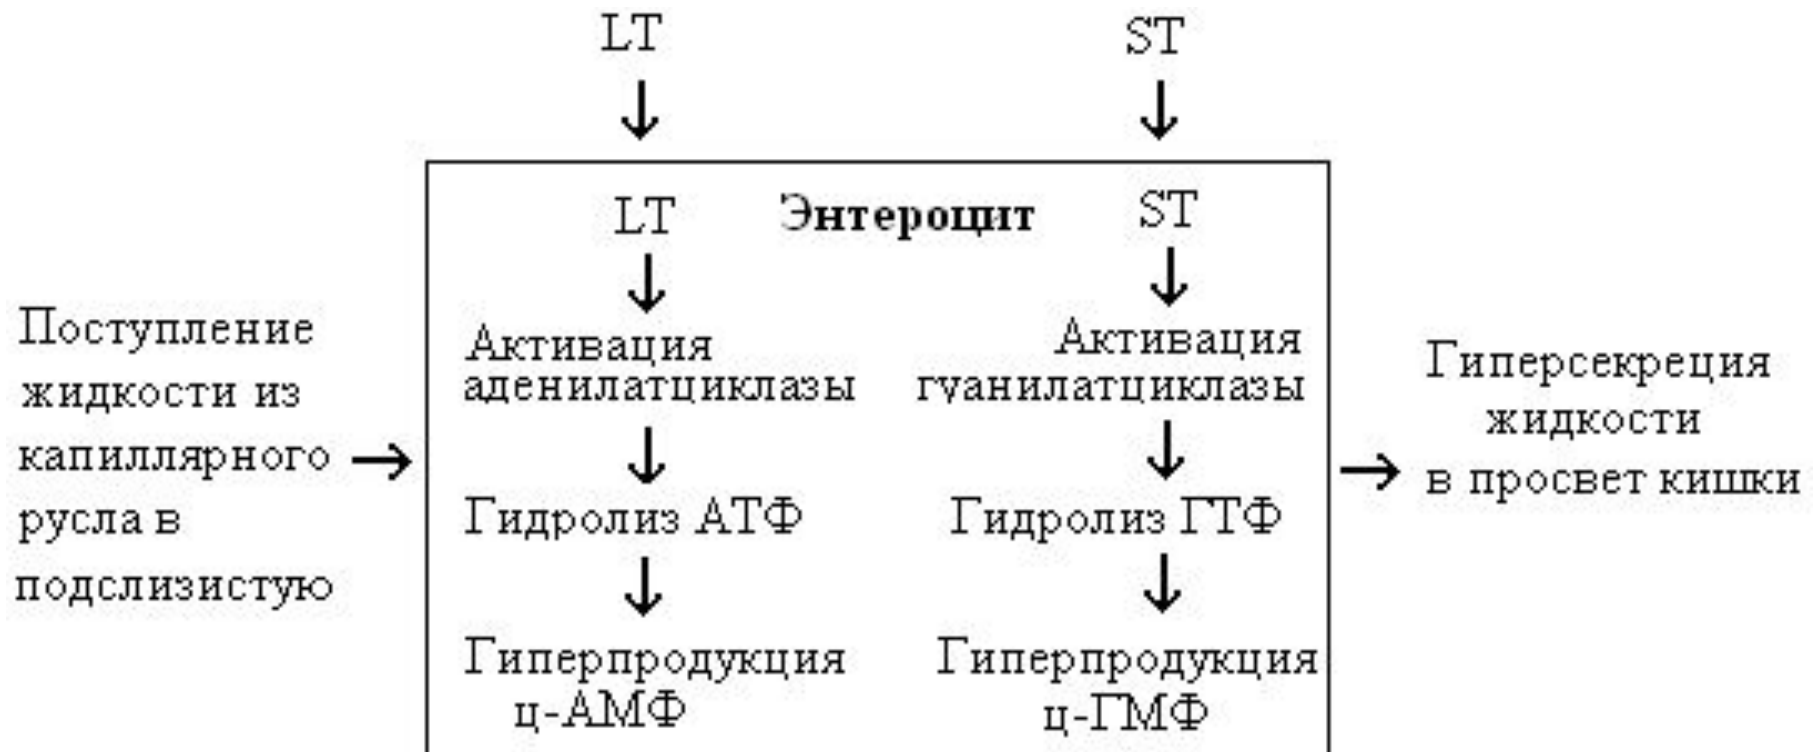 LT
ST
LT
Энтероцит
ST
Поступление
жидкости из
капиллярного
русла в
подслизистую
Активация
аденилатциклазы
Гидролиз АТФ
Гиперпродукция
ц-АМФ
Активация
гуанилатциклазы
Гидролиз ГТФ
Гиперпродукция
ц-ГМФ
Гиперсекреция
жидкости
в просвет кишки